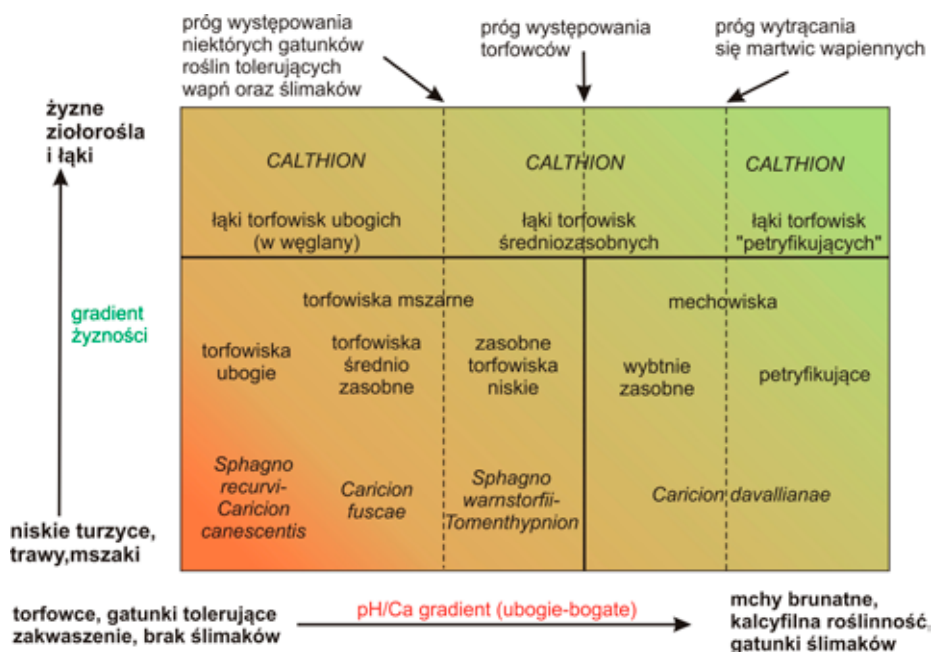 próg występowania
niektórych gatunków
roślin tolerujących
wapń oraz ślimaków
próg występowania
torfowców
próg wytrącania
się martwic wapiennych
żyzne
ziołorośla
i łąki
CALTHION
CALTHION
CALTHION
łąki torfowisk ubogich
(w węglany)
łąki torfowisk
średniozasobnych
łąki torfowisk
"petryfikujących"
gradient
żyzności
torfowiska mszarne
mechowiska
torfowiska
ubogie
torfowiska
średnio
zasobne
zasobne
torfowiska
niskie
wybtnie
zasobne
petryfikujące
Sphagno
recurvi-
Caricion
canescentis
Caricion
fuscae
Sphagno
warnstorfii-
Tomenthypnion
Caricion davallianae
niskie turzyce,
trawy,mszaki
torfowce, gatunki tolerujące
zakwaszenie, brak ślimaków
pH/Ca gradient (ubogie-bogate)
mchy brunatne,
kalcyfilna roślinność,
gatunki ślimaków